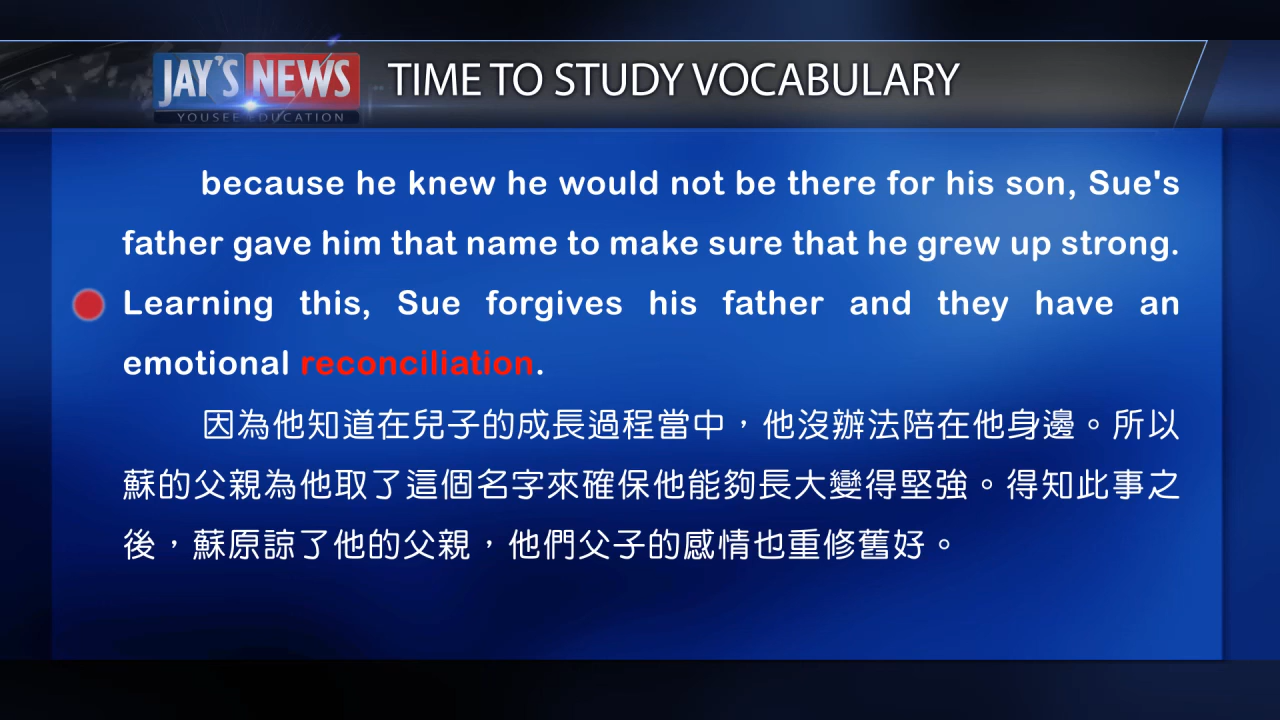 JAY'S NEWS
YOUSEE EDUCATION
TIME TO STUDY VOCABULARY
because he knew he would not be there for his son, Sue's
father gave him that name to make sure that he grew up strong.
Learning this, Sue forgives his father and they have an
emotional reconciliation.
因為他知道在兒子的成長過程當中，他沒辦法陪在他身邊。所以
蘇的父親為他取了這個名字來確保他能夠長大變得堅強。得知此事之
後，蘇原諒了他的父親，他們父子的感情也重修舊好。